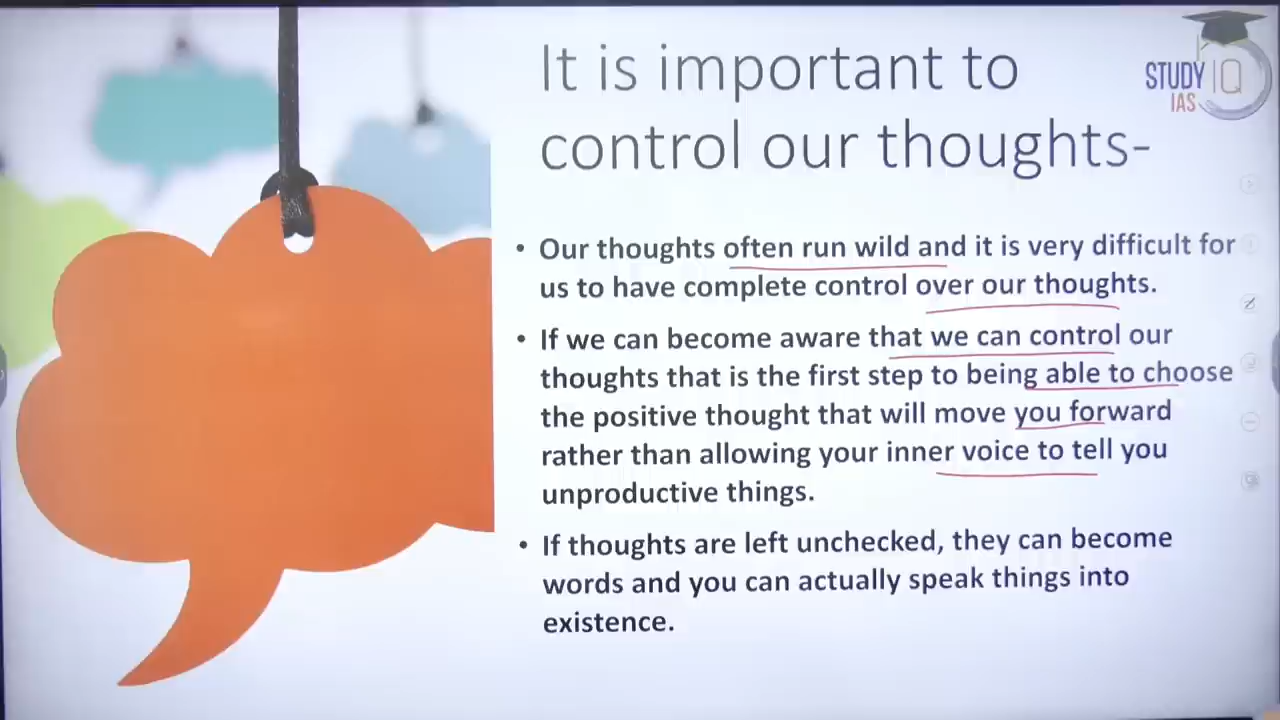 It is important to
control our thoughts-
STUDY IQ
IAS
• Our thoughts often run wild and it is very difficult for
us to have complete control over our thoughts.
• If we can become aware that we can control our
thoughts that is the first step to being able to choose
the positive thought that will move you forward
rather than allowing your inner voice to tell you
unproductive things.
• If thoughts are left unchecked, they can become
words and you can actually speak things into
existence.